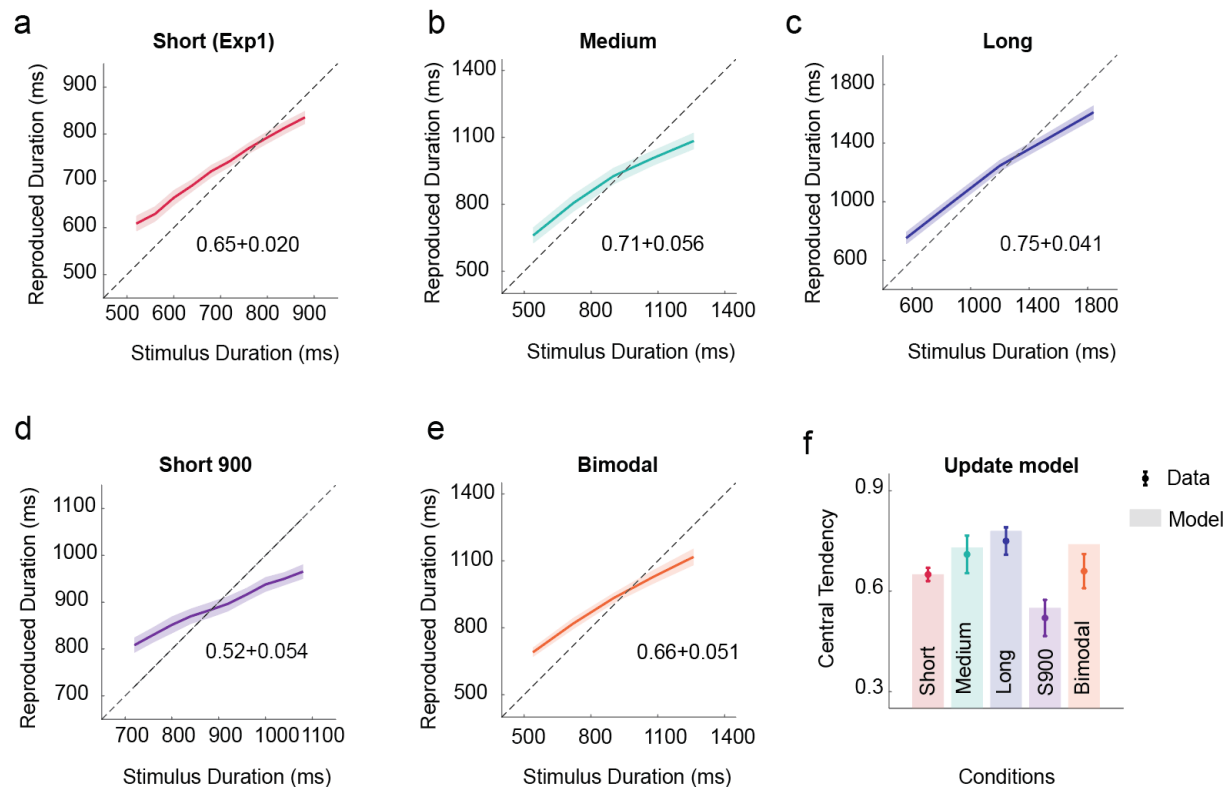 a
Short (Exp1)
Reproduced Duration (ms)
900
800
700
600
500
0.65+0.020
500 600 700 800 900
Stimulus Duration (ms)
b
Medium
Reproduced Duration (ms)
1400
1100
800
500
0.71+0.056
500 800 1100 1400
Stimulus Duration (ms)
c
Long
Reproduced Duration (ms)
1800
1400
1000
600
0.75+0.041
600 1000 1400 1800
Stimulus Duration (ms)
d
Short 900
Reproduced Duration (ms)
1100
1000
900
800
700
0.52+0.054
700 800 900 1000 1100
Stimulus Duration (ms)
e
Bimodal
Reproduced Duration (ms)
1400
1100
800
500
0.66+0.051
500 800 1100 1400
Stimulus Duration (ms)
f
Update model
Central Tendency
0.9
0.6
0.3
Short
Medium
Long
S900
Bimodal
Conditions
Data
Model